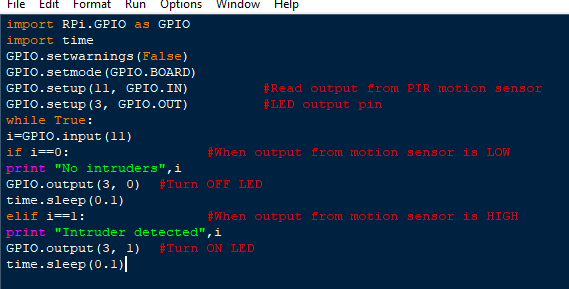 File Edit Format Run Options Window Help
import RPi.GPIO as GPIO
import time
GPIO.setwarnings(False)
GPIO.setmode(GPIO.BOARD)
GPIO.setup(11, GPIO.IN) #Read output from PIR motion sensor
GPIO.setup(3, GPIO.OUT) #LED output pin
while True:
i=GPIO.input(11)
if i==0: #When output from motion sensor is LOW
print "No intruders",i
GPIO.output(3, 0) #Turn OFF LED
time.sleep(0.1)
elif i==1: #When output from motion sensor is HIGH
print "Intruder detected",i
GPIO.output(3, 1) #Turn ON LED
time.sleep(0.1)